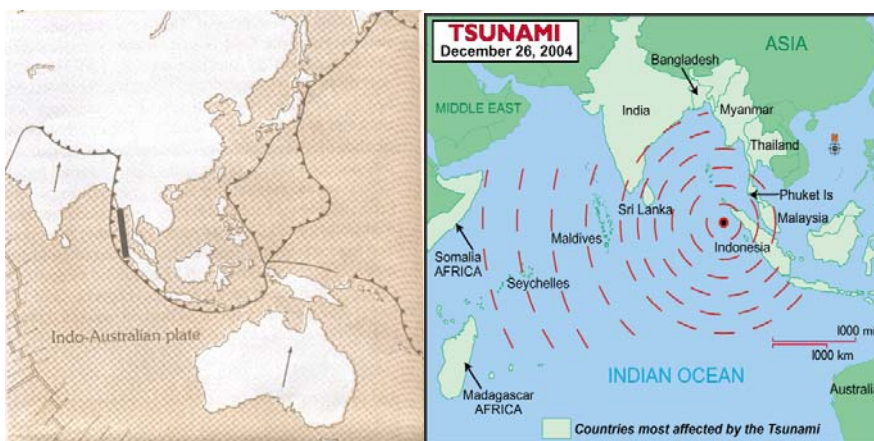 Indo-Australian plate
TSUNAMI
December 26, 2004
ASIA
Bangladesh
MIDDLE EAST
India
Myanmar
Thailand
Phuket Is
Sri Lanka
Malaysia
Maldives
Indonesia
Somalia
AFRICA
Seychelles
1000 mi
1000 km
INDIAN OCEAN
Madagascar
AFRICA
Australia
Countries most affected by the Tsunami